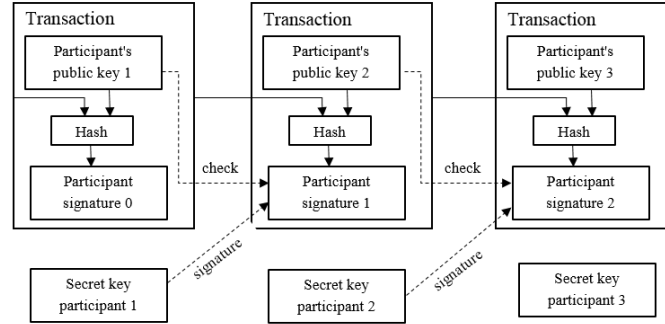 Transaction
Participant's
public key 1
Hash
Participant
signature 0
Transaction
Participant's
public key 2
Hash
Participant
signature 1
Transaction
Participant's
public key 3
Hash
Participant
signature 2
check
check
signature
signature
Secret key
participant 1
Secret key
participant 2
Secret key
participant 3